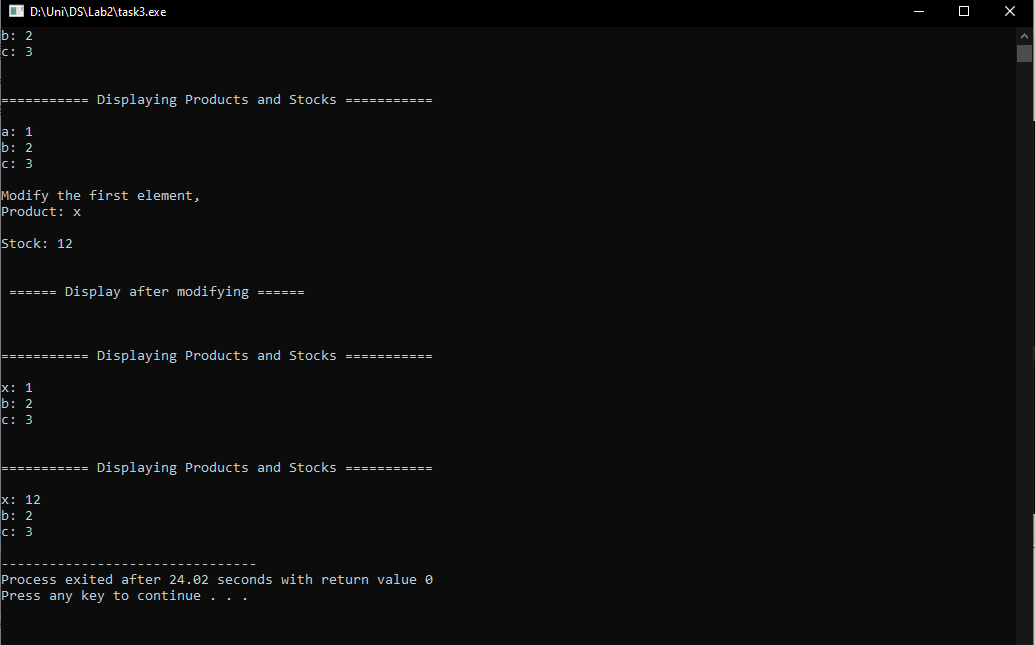 D:\Uni\DS\Lab2\task3.exe
b: 2
c: 3
=========== Displaying Products and Stocks ===========
a: 1
b: 2
c: 3
Modify the first element,
Product: x
Stock: 12
====== Display after modifying ======
=========== Displaying Products and Stocks ===========
x: 1
b: 2
c: 3
=========== Displaying Products and Stocks ===========
x: 12
b: 2
c: 3
--------------------------------
Process exited after 24.02 seconds with return value 0
Press any key to continue . . .